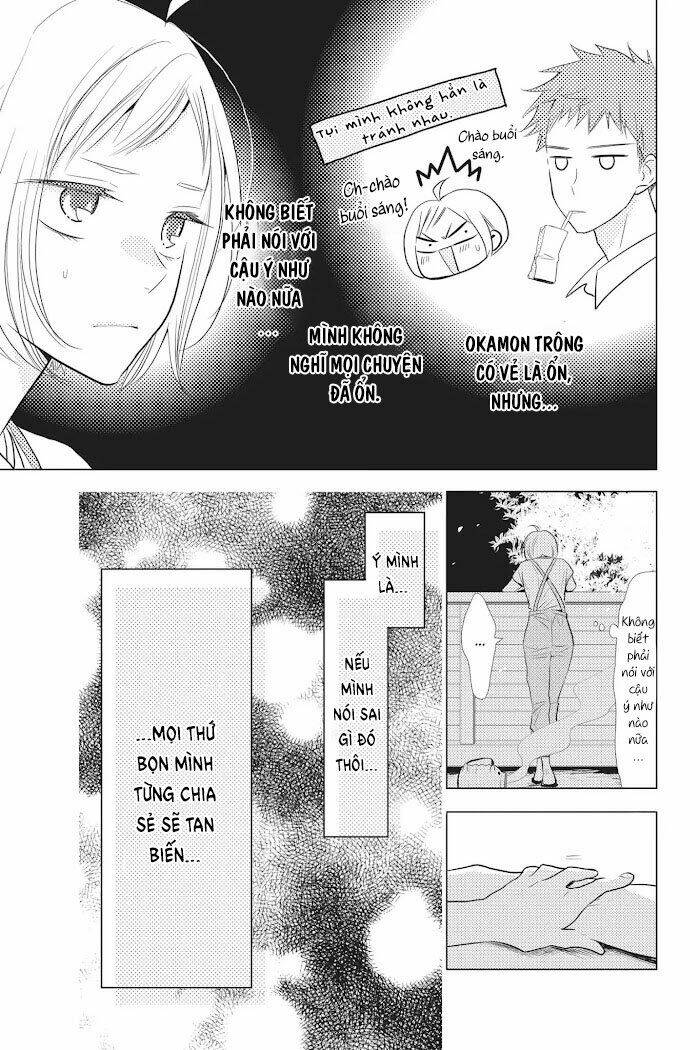 Tụi mình không hẳn là
tránh nhau.
Chào buổi
sáng.
Ch-chào
buổi sáng!
OKAMON TRÔNG
CÓ VẺ LÀ ỔN,
NHƯNG...
MÌNH KHÔNG
NGHĨ MỌI CHUYỆN
ĐÃ ỔN.
KHÔNG BIẾT
PHẢI NÓI VỚI
CẬU Ý NHƯ
NÀO NỮA
...
Không
biết
phải
nói với
cậu
ý như
nào
nữa
...
...
Ý MÌNH
LÀ...
NẾU
MÌNH
NÓI SAI
GÌ ĐÓ
THÔI...
...MỌI THỨ
BỌN MÌNH
TỪNG CHIA
SẺ SẼ TAN
BIẾN...